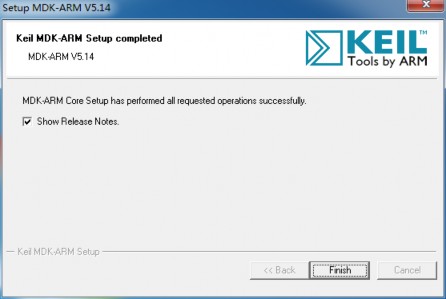 Setup MDK-ARM V5.14
Keil MDK-ARM Setup completed
MDK-ARM V5.14
KEIL™
Tools by ARM
MDK-ARM Core Setup has performed all requested operations successfully.
Show Release Notes.
Keil MDK-ARM Setup
<< Back
Finish
Cancel